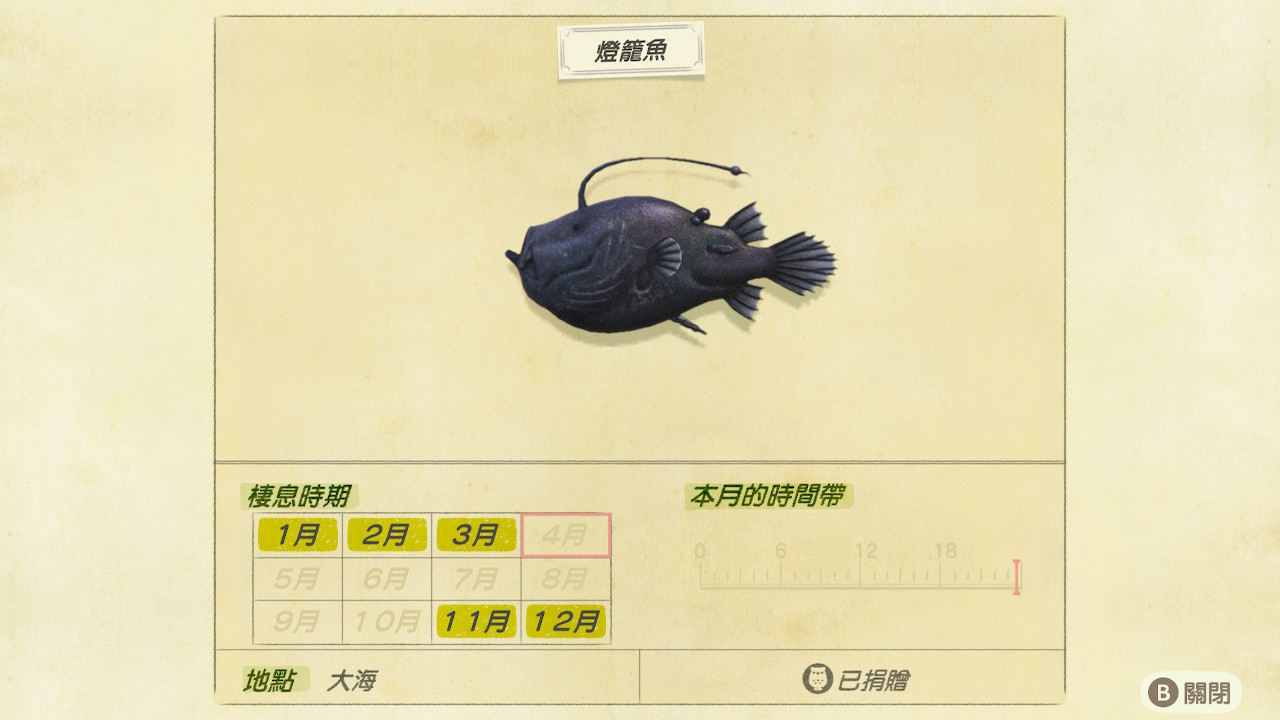 燈籠魚
棲息時期
1月 2月 3月 4月
5月 6月 7月 8月
9月 10月 11月 12月
本月的時間帶
0 6 12 18
地點 大海
已捐贈
B 關閉